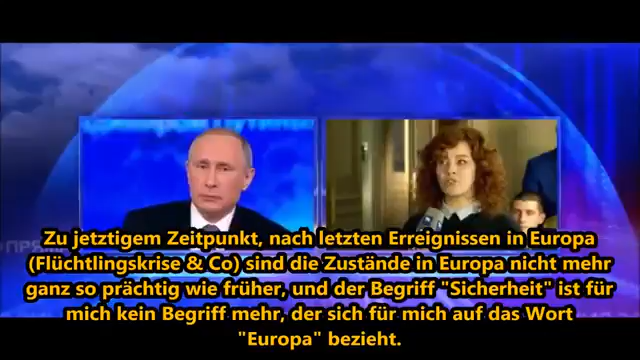 ПРЯМА
Zu jetztigem Zeitpunkt, nach letzten Erreignissen in Europa
(Flüchtlingskrise & Co) sind die Zustände in Europa nicht mehr
ganz so prächtig wie früher, und der Begriff "Sicherheit" ist für
mich kein Begriff mehr, der sich für mich auf das Wort
"Europa" bezieht.